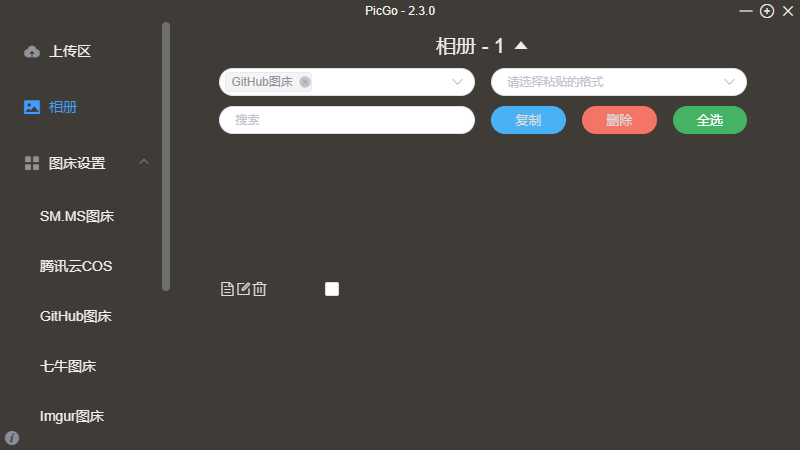 PicGo - 2.3.0
上传区
相册
图床设置
SM.MS图床
腾讯云COS
GitHub图床
七牛图床
Imgur图床
相册 - 1
GitHub图床
请选择粘贴的格式
搜索
复制
删除
全选